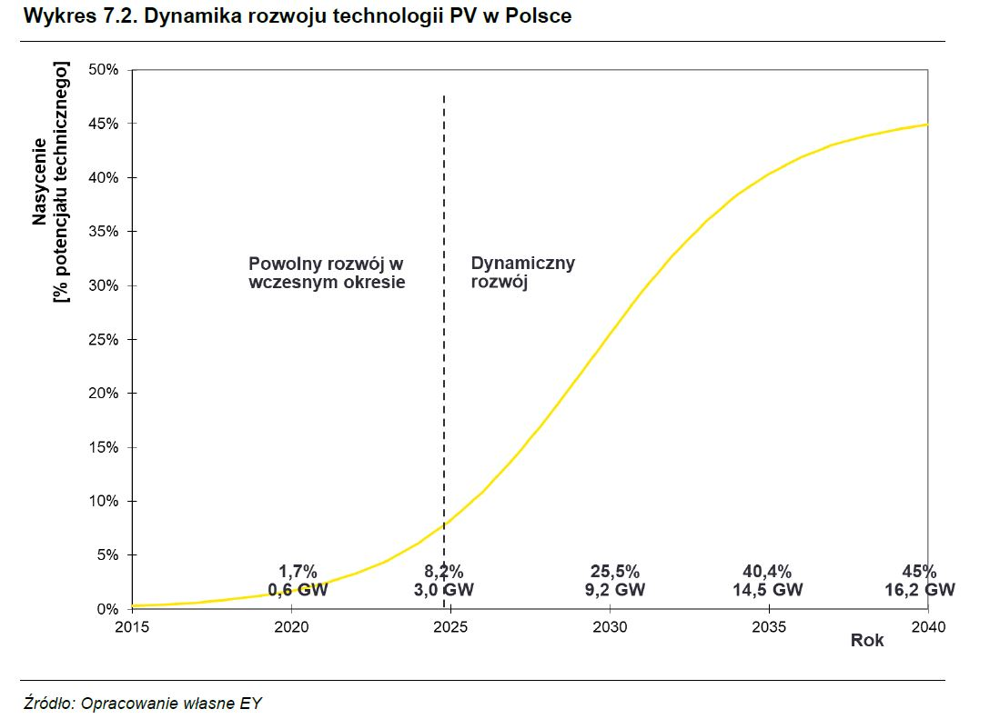 Wykres 7.2. Dynamika rozwoju technologii PV w Polsce
Nasycenie
[% potencjału technicznego]
50%
45%
40%
35%
30%
25%
20%
15%
10%
5%
0%
Powolny rozwój w
wczesnym okresie
Dynamiczny
rozwój
1,7%
0,6 GW
8,2%
3,0 GW
25,5%
9,2 GW
40,4%
14,5 GW
45%
16,2 GW
2015
2020
2025
2030
2035
2040
Rok
Źródło: Opracowanie własne EY